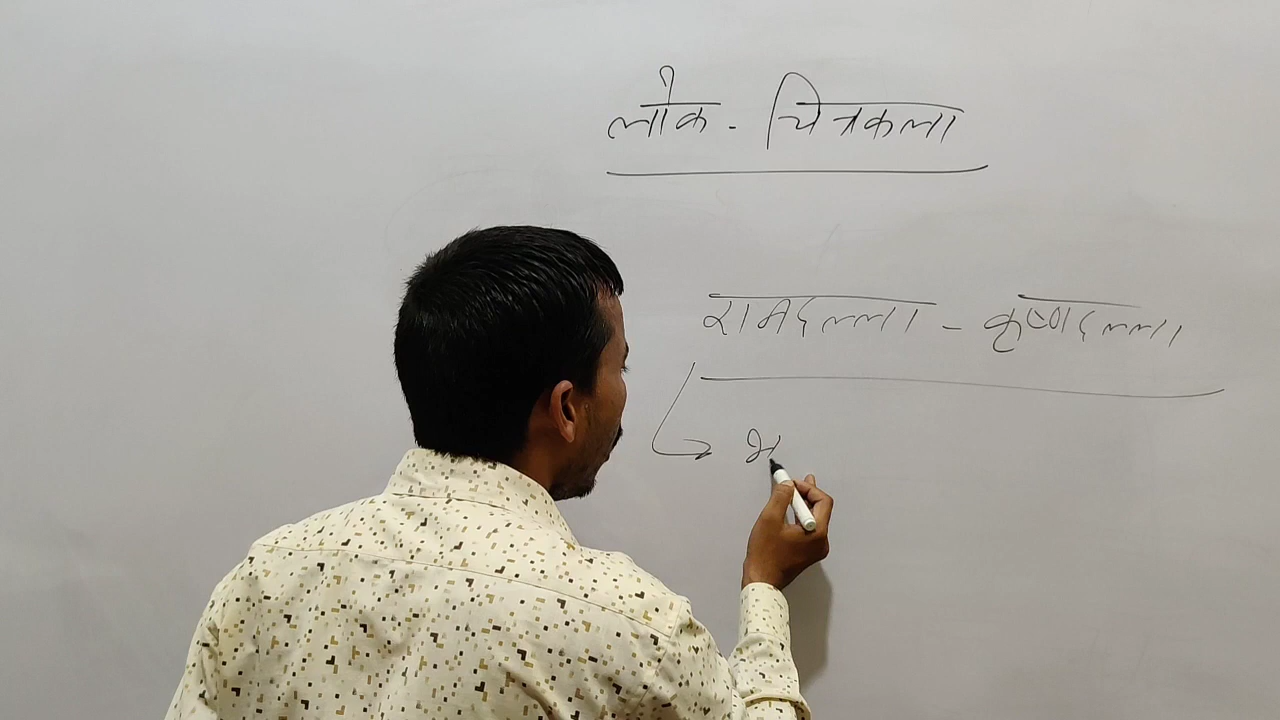 लोक - चित्रकला
रामदल्ला - कृष्णदल्ला
भ